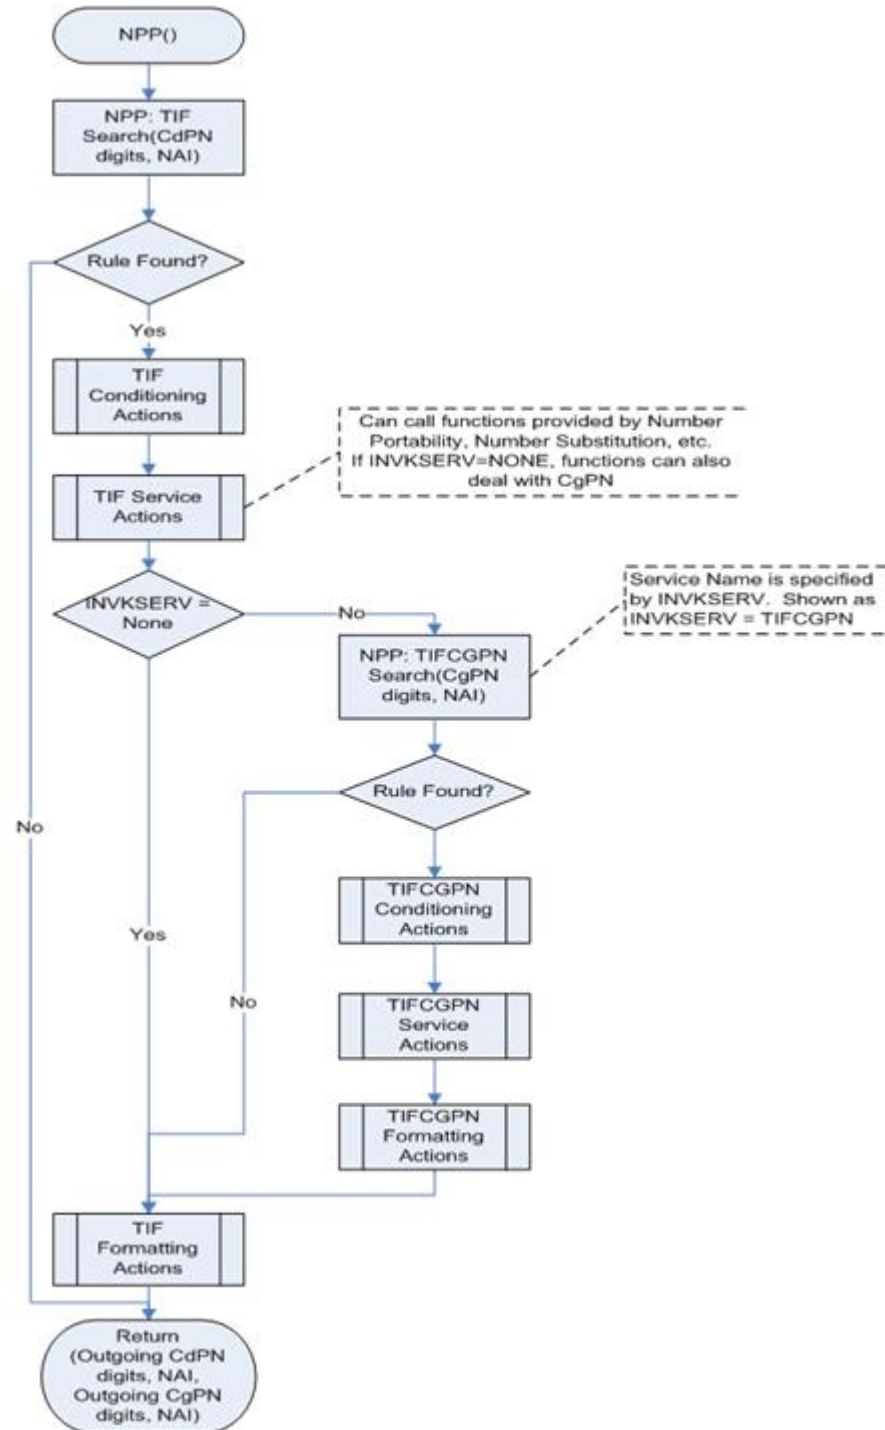 NPP()
NPP: TIF
Search(CdPN
digits, NAI)
Rule Found?
Yes
TIF
Conditioning
Actions
Can call functions provided by Number
Portability, Number Substitution, etc.
If INVKSERV=NONE, functions can also
deal with CgPN
TIF Service
Actions
INVKSERV =
None
No
Service Name is specified
by INVKSERV. Shown as
INVKSERV = TIFCGPN
NPP: TIFCGPN
Search(CgPN
digits, NAI)
Rule Found?
No
TIFCGPN
Conditioning
Actions
Yes
No
TIFCGPN
Service
Actions
TIFCGPN
Formatting
Actions
TIF
Formatting
Actions
Return
(Outgoing CdPN
digits, NAI,
Outgoing CgPN
digits, NAI)